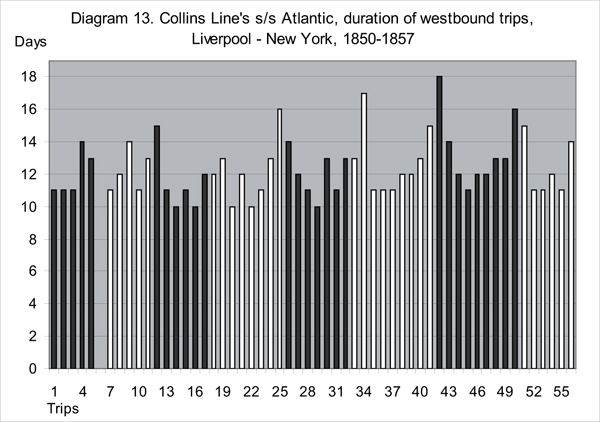 Diagram 13. Collins Line's s/s Atlantic, duration of westbound trips,
Liverpool - New York, 1850-1857
Days
18
16
14
12
10
8
6
4
2
0
1 4 7 10 13 16 19 22 25 28 31 34 37 40 43 46 49 52 55
Trips